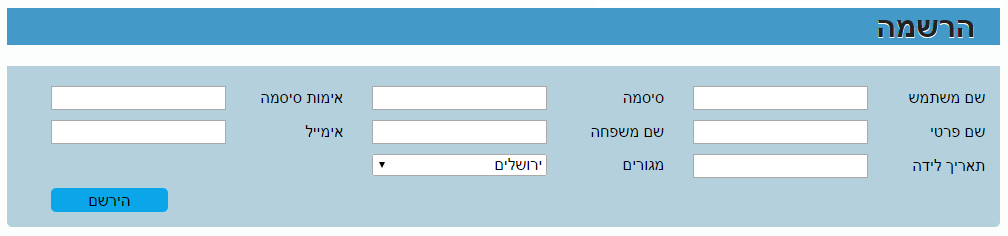 הרשמה
שם משתמש סיסמה אימות סיסמה
שם פרטי שם משפחה אימייל
תאריך לידה מגורים ירושלים
הירשם